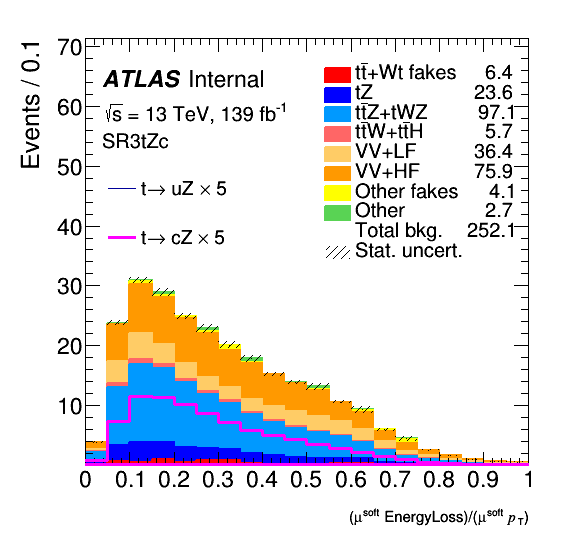 Events / 0.1
70
60
50
40
30
20
10
ATLAS Internal
√s = 13 TeV, 139 fb⁻¹
SR3tZc
t→ uZ × 5
t→ cZ × 5
tt̄+Wt fakes 6.4
tZ 23.6
tt̄Z+tWZ 97.1
tt̄W+tt̄H 5.7
VV+LF 36.4
VV+HF 75.9
Other fakes 4.1
Other 2.7
Total bkg. 252.1
Stat. uncert.
0 0.1 0.2 0.3 0.4 0.5 0.6 0.7 0.8 0.9 1
(μ^soft EnergyLoss)/(μ^soft p_T)